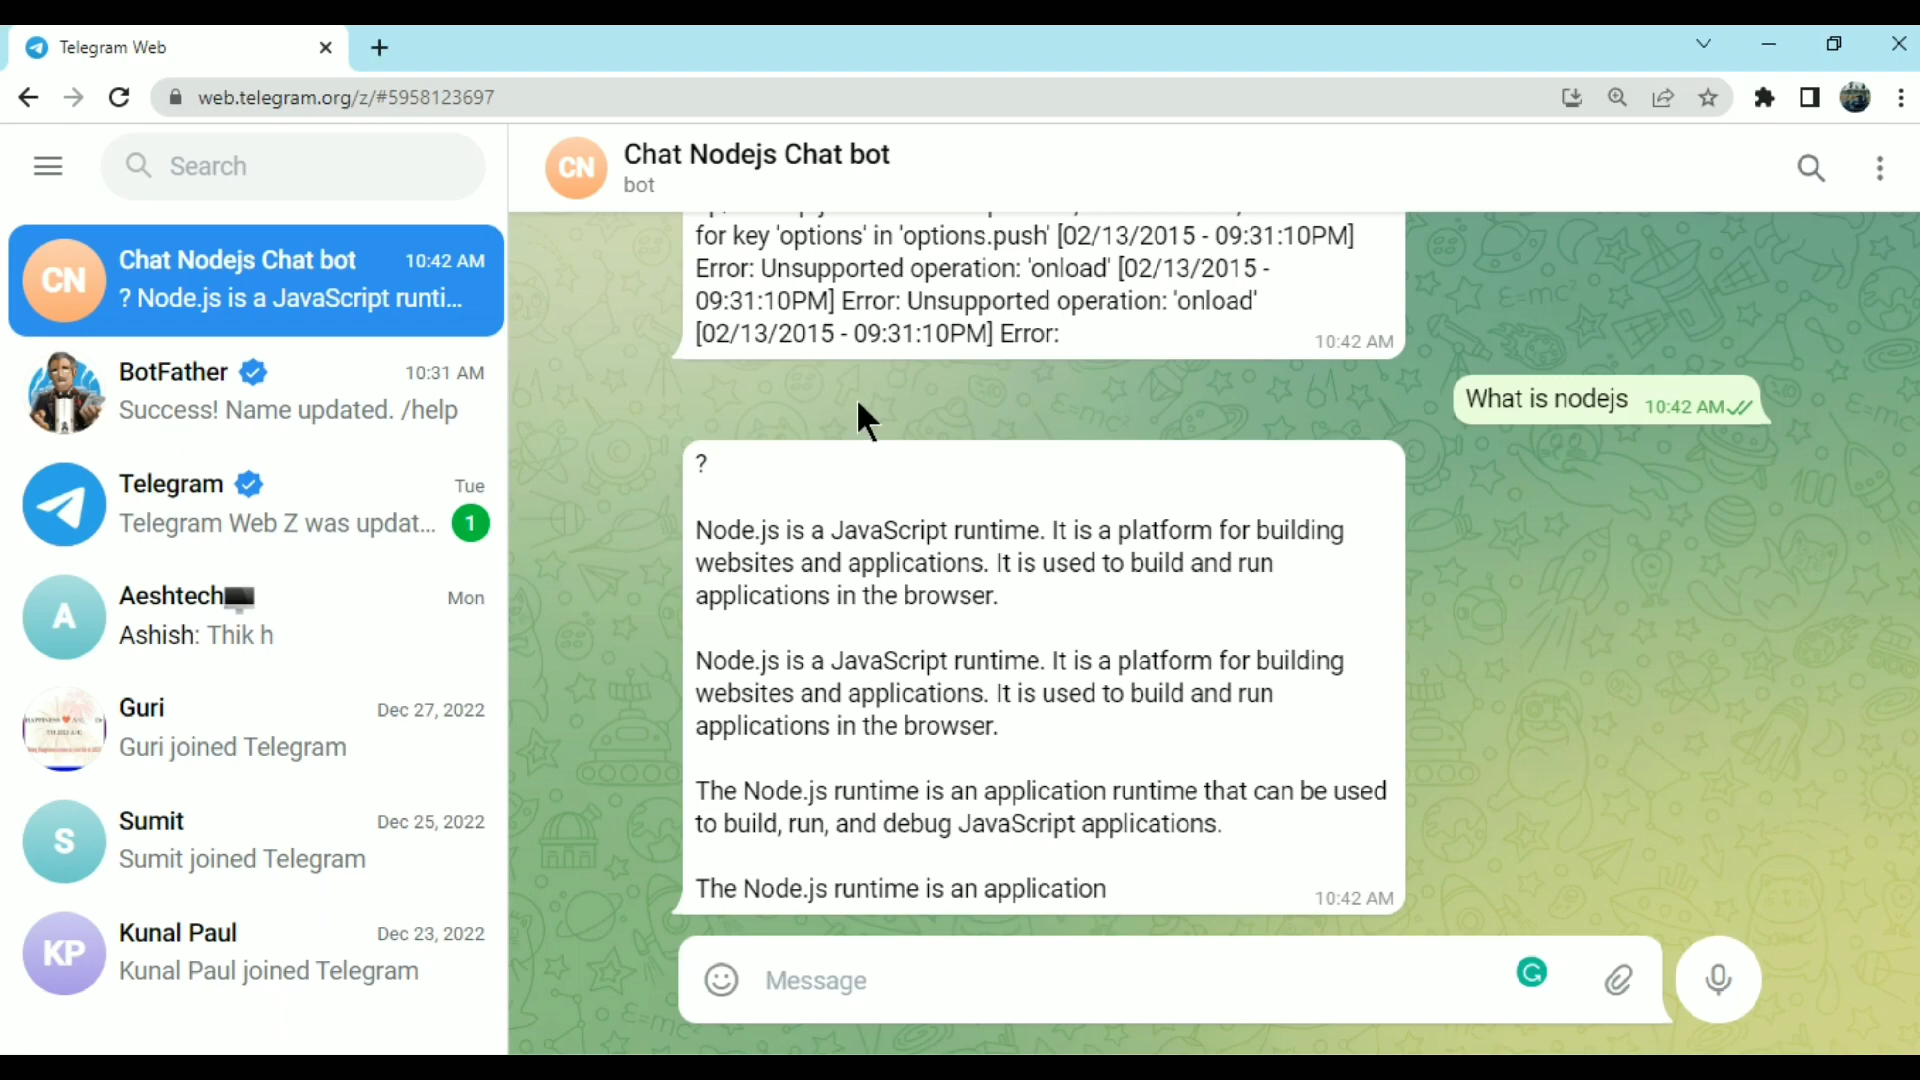 Telegram Web
web.telegram.org/z/#5958123697
Search
CN
Chat Nodejs Chat bot
bot
CN
Chat Nodejs Chat bot 10:42 AM
? Node.js is a JavaScript runti...
BotFather 10:31 AM
Success! Name updated. /help
Telegram Tue
Telegram Web Z was updat... 1
A
Aeshtech Mon
Ashish: Thik h
Guri Dec 27, 2022
Guri joined Telegram
S
Sumit Dec 25, 2022
Sumit joined Telegram
KP
Kunal Paul Dec 23, 2022
Kunal Paul joined Telegram
for key 'options' in 'options.push' [02/13/2015 - 09:31:10PM]
Error: Unsupported operation: 'onload' [02/13/2015 -
09:31:10PM] Error: Unsupported operation: 'onload'
[02/13/2015 - 09:31:10PM] Error:
10:42 AM
What is nodejs 10:42 AM
?
Node.js is a JavaScript runtime. It is a platform for building
websites and applications. It is used to build and run
applications in the browser.
Node.js is a JavaScript runtime. It is a platform for building
websites and applications. It is used to build and run
applications in the browser.
The Node.js runtime is an application runtime that can be used
to build, run, and debug JavaScript applications.
The Node.js runtime is an application
10:42 AM
Message